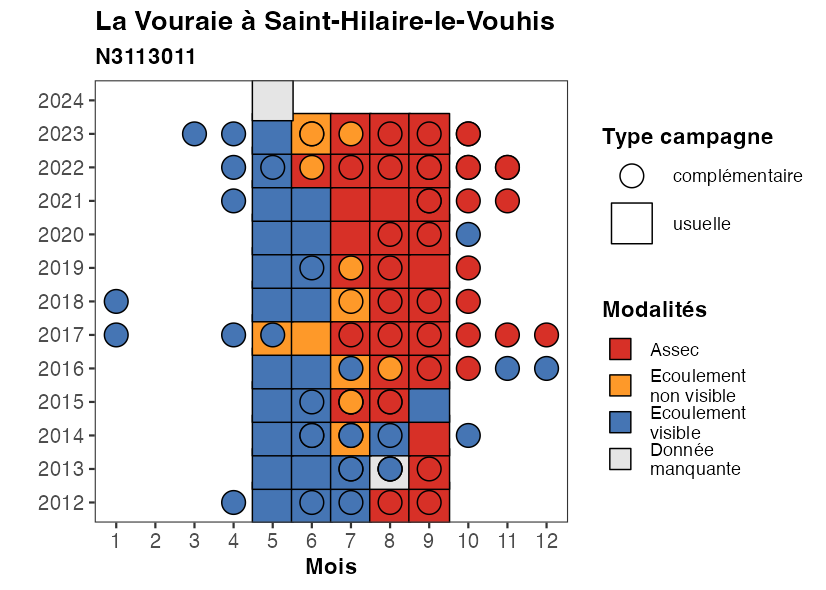 La Vouraie à Saint-Hilaire-le-Vouhis
N3113011
2024
2023
2022
2021
2020
2019
2018
2017
2016
2015
2014
2013
2012
1 2 3 4 5 6 7 8 9 10 11 12
Mois
Type campagne
complémentaire
usuelle
Modalités
Assec
Ecoulement
non visible
Ecoulement
visible
Donnée
manquante